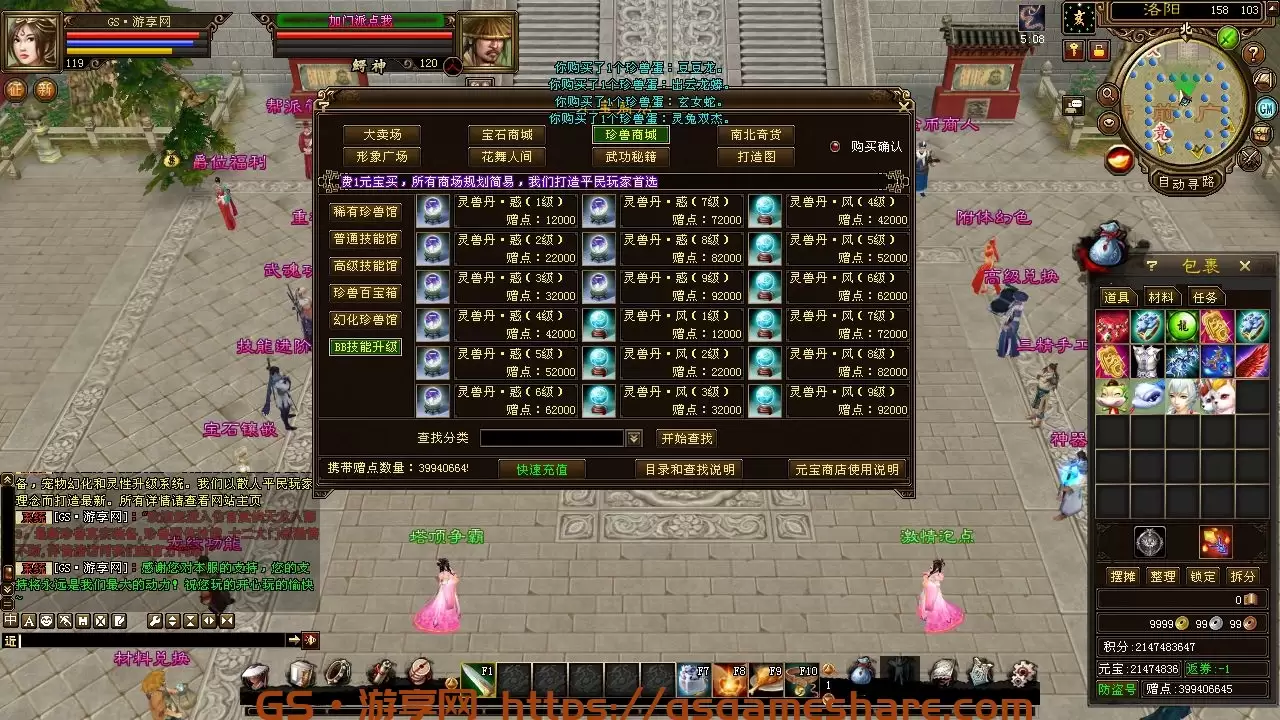 GS·游享网
119
加门派点我
鳄神
120
征 新
5:08
洛阳 158 103
北
GM
自动寻路
你购买了1个珍兽蛋：豆豆龙。
你购买了1个珍兽蛋：出云龙蝶。
你购买了1个珍兽蛋：玄女蛇。
你购买了1个珍兽蛋：灵兔双杰。
爵位福利
附体幻色
高级兑换
宝石镶嵌
塔顶争霸
激情泡点
材料兑换
大卖场 宝石商城 珍兽商城 南北奇货
形象广场 花舞人间 武功秘籍 打造图
购买确认
费1元宝买，所有商场规划简易，我们打造平民玩家首选
稀有珍兽馆
普通技能馆
高级技能馆
珍兽百宝箱
幻化珍兽馆
BB技能升级
灵兽丹·惑（1级） 灵兽丹·惑（7级） 灵兽丹·风（4级）
赠点：12000 赠点：72000 赠点：42000
灵兽丹·惑（2级） 灵兽丹·惑（8级） 灵兽丹·风（5级）
赠点：22000 赠点：82000 赠点：52000
灵兽丹·惑（3级） 灵兽丹·惑（9级） 灵兽丹·风（6级）
赠点：32000 赠点：92000 赠点：62000
灵兽丹·惑（4级） 灵兽丹·风（1级） 灵兽丹·风（7级）
赠点：42000 赠点：12000 赠点：72000
灵兽丹·惑（5级） 灵兽丹·风（2级） 灵兽丹·风（8级）
赠点：52000 赠点：22000 赠点：82000
灵兽丹·惑（6级） 灵兽丹·风（3级） 灵兽丹·风（9级）
赠点：62000 赠点：32000 赠点：92000
查找分类 开始查找
携带赠点数量：39940664 快速充值 目录和查找说明 元宝商店使用说明
? 包裹 X
道具 材料 任务
摆摊 整理 锁定 拆分
0
9999 99 99
积分:2147483647
元宝:21474836 返券:-1
防盗号 赠点:399406645
备，宠物幻化和灵性升级系统。我们以散人平民玩家
理念而打造最新。所有详情请查看网站主页
[GS·游享网]：
[GS·游享网]：感谢您对本服的支持，您的支
持将永远是我们最大的动力！祝您玩的开心玩的愉快
~
近
F1 F7 F8 F9 F10 1
GS·游享网 https://gsgameshare.com